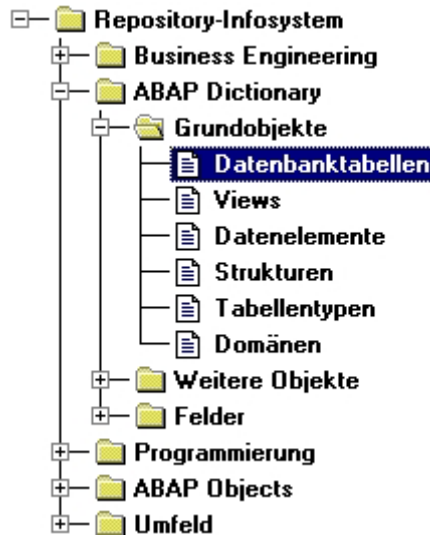 Repository-Infosystem
Business Engineering
ABAP Dictionary
Grundobjekte
Datenbanktabellen
Views
Datenelemente
Strukturen
Tabellentypen
Domänen
Weitere Objekte
Felder
Programmierung
ABAP Objects
Umfeld